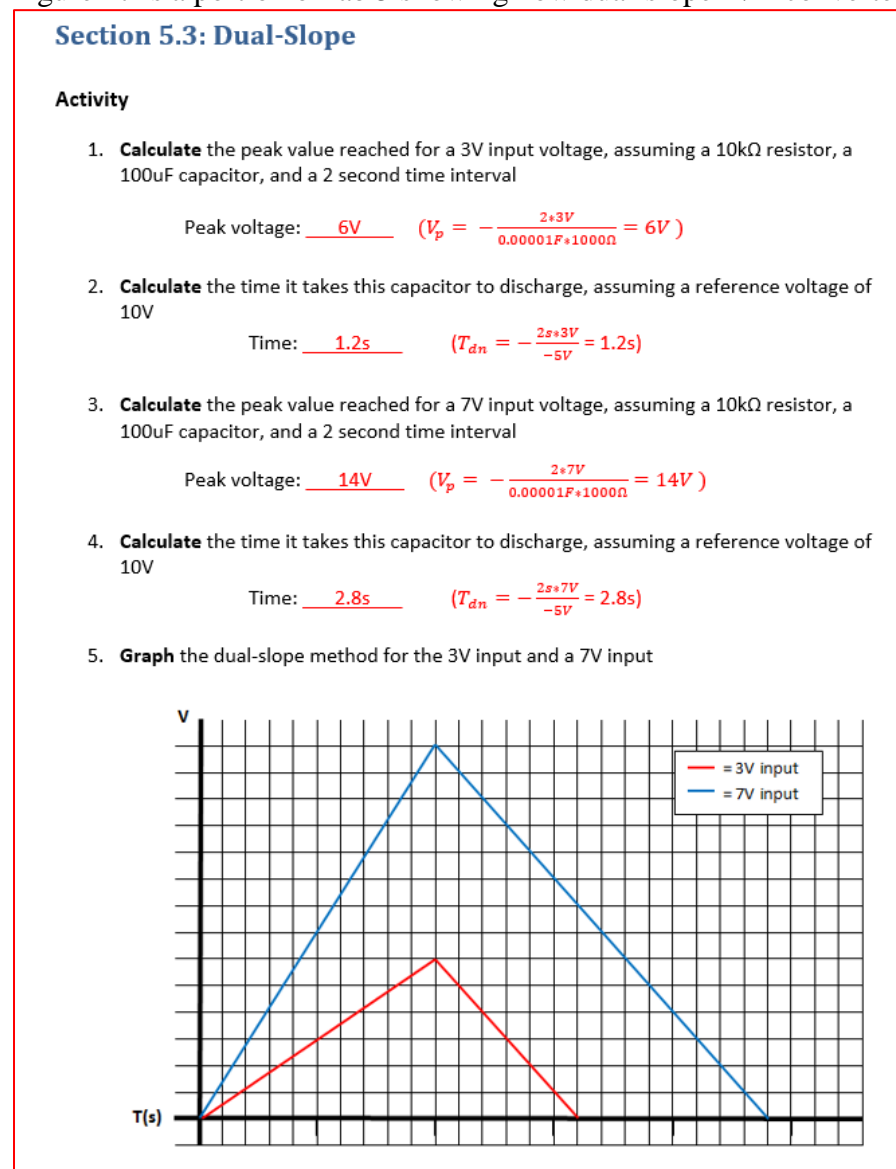 Section 5.3: Dual-Slope
Activity
1. Calculate the peak value reached for a 3V input voltage, assuming a 10kΩ resistor, a
100uF capacitor, and a 2 second time interval
Peak voltage: 6V (Vₚ = − 2*3V / 0.00001F*1000Ω = 6V )
2. Calculate the time it takes this capacitor to discharge, assuming a reference voltage of
10V
Time: 1.2s (T_dn = − 2s*3V / −5V = 1.2s)
3. Calculate the peak value reached for a 7V input voltage, assuming a 10kΩ resistor, a
100uF capacitor, and a 2 second time interval
Peak voltage: 14V (Vₚ = − 2*7V / 0.00001F*1000Ω = 14V )
4. Calculate the time it takes this capacitor to discharge, assuming a reference voltage of
10V
Time: 2.8s (T_dn = − 2s*7V / −5V = 2.8s)
5. Graph the dual-slope method for the 3V input and a 7V input
V
= 3V input
= 7V input
T(s)